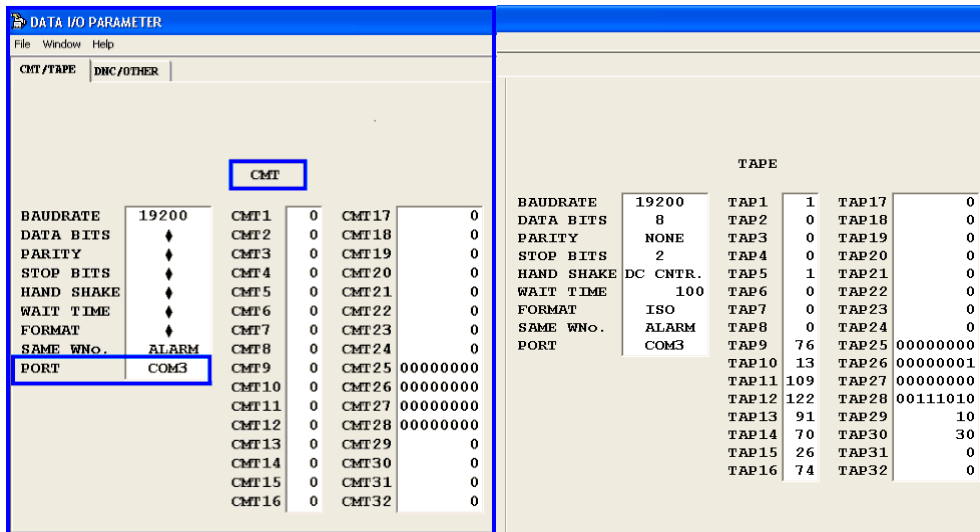 DATA I/O PARAMETER
File Window Help
CMT/TAPE DNC/OTHER
CMT
BAUDRATE 19200 CMT1 0 CMT17 0
DATA BITS ♦ CMT2 0 CMT18 0
PARITY ♦ CMT3 0 CMT19 0
STOP BITS ♦ CMT4 0 CMT20 0
HAND SHAKE ♦ CMT5 0 CMT21 0
WAIT TIME ♦ CMT6 0 CMT22 0
FORMAT ♦ CMT7 0 CMT23 0
SAME WNo. ALARM CMT8 0 CMT24 0
PORT COM3 CMT9 0 CMT25 00000000
CMT10 0 CMT26 00000000
CMT11 0 CMT27 00000000
CMT12 0 CMT28 00000000
CMT13 0 CMT29 0
CMT14 0 CMT30 0
CMT15 0 CMT31 0
CMT16 0 CMT32 0
TAPE
BAUDRATE 19200 TAP1 1 TAP17 0
DATA BITS 8 TAP2 0 TAP18 0
PARITY NONE TAP3 0 TAP19 0
STOP BITS 2 TAP4 0 TAP20 0
HAND SHAKE DC CNTR. TAP5 1 TAP21 0
WAIT TIME 100 TAP6 0 TAP22 0
FORMAT ISO TAP7 0 TAP23 0
SAME WNo. ALARM TAP8 0 TAP24 0
PORT COM3 TAP9 76 TAP25 00000000
TAP10 13 TAP26 00000001
TAP11 109 TAP27 00000000
TAP12 122 TAP28 00111010
TAP13 91 TAP29 10
TAP14 70 TAP30 30
TAP15 26 TAP31 0
TAP16 74 TAP32 0